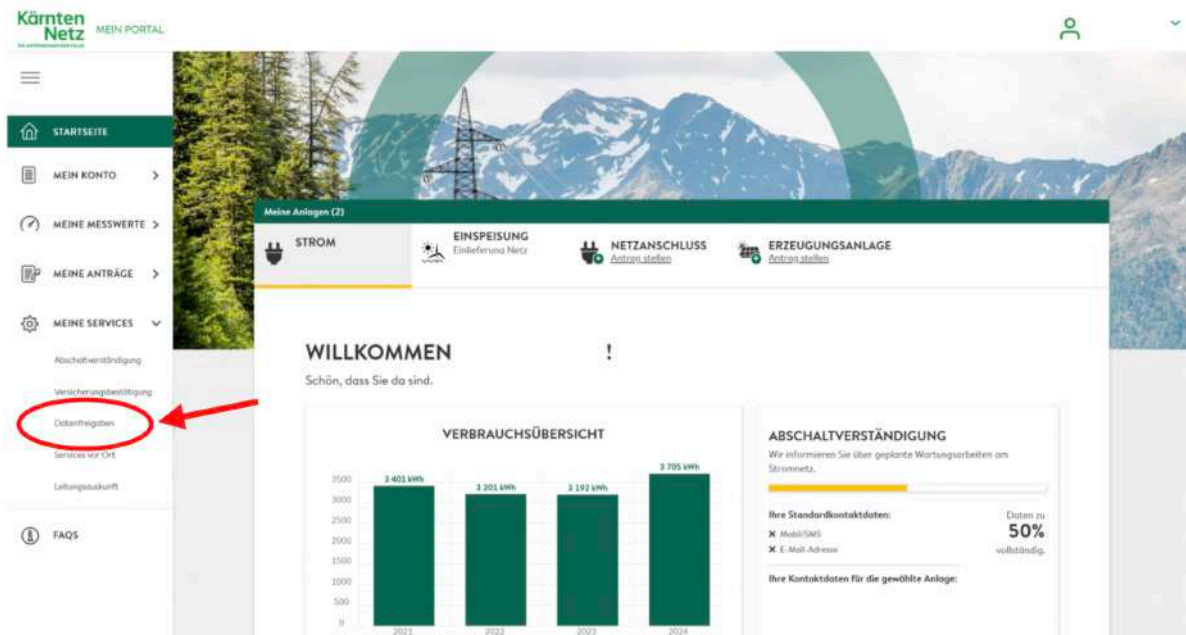 Kärnten
Netz
MEIN PORTAL
STARTSEITE
MEIN KONTO
MEINE MESSWERTE
MEINE ANTRÄGE
MEINE SERVICES
Abschaltverständigung
Versicherungsbestätigung
Datenfreigaben
Services vor Ort
Leitungsauskunft
FAQS
Meine Anlagen (2)
STROM
EINSPEISUNG
Einlieferung Netz
NETZANSCHLUSS
Antrag stellen
ERZEUGUNGSANLAGE
Antrag stellen
WILLKOMMEN !
Schön, dass Sie da sind.
VERBRAUCHSÜBERSICHT
3 401 kWh
3 201 kWh
3 192 kWh
3 705 kWh
3500
3000
2500
2000
1500
1000
500
0
2021
2022
2023
2024
ABSCHALTVERSTÄNDIGUNG
Wir informieren Sie über geplante Wartungsarbeiten am
Stromnetz.
Ihre Standardkontaktdaten:
Mobil/SMS
E-Mail-Adresse
Daten zu
50%
vollständig.
Ihre Kontaktdaten für die gewählte Anlage: